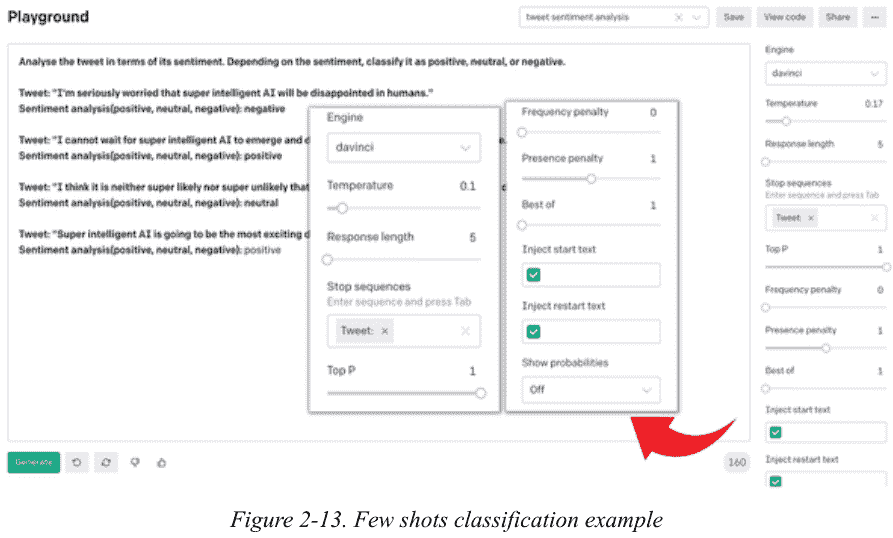 Playground
tweet sentiment analysis
Save
View code
Share
Analyse the tweet in terms of its sentiment. Depending on the sentiment, classify it as positive, neutral, or negative.
Tweet: "I'm seriously worried that super intelligent AI will be disappointed in humans."
Sentiment analysis(positive, neutral, negative): negative
Tweet: "I cannot wait for super intelligent AI to emerge and
Sentiment analysis(positive, neutral, negative): positive
Tweet: "I think it is neither super likely nor super unlikely that
Sentiment analysis(positive, neutral, negative): neutral
Tweet: "Super intelligent AI is going to be the most exciting
Sentiment analysis(positive, neutral, negative): positive
Engine
davinci
Temperature 0.1
Response length 5
Stop sequences
Enter sequence and press Tab
Tweet: ×
Top P 1
Frequency penalty 0
Presence penalty 1
Best of 1
Inject start text
Inject restart text
Show probabilities
Off
Engine
davinci
Temperature 0.17
Response length 5
Stop sequences
Enter sequence and press Tab
Tweet: ×
Top P 1
Frequency penalty 0
Presence penalty 1
Best of 1
Inject start text
Inject restart text
Generate
160
Figure 2-13. Few shots classification example